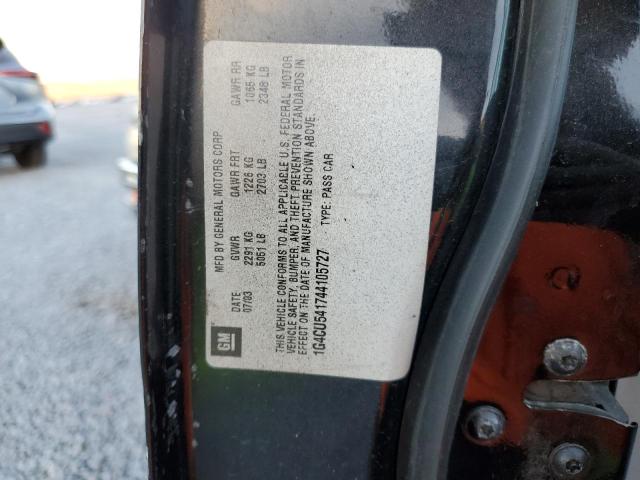 GM
MFD BY GENERAL MOTORS CORP
DATE GVWR GAWR FRT GAWR RR
07/03 2291 KG 1226 KG 1065 KG
5051 LB 2703 LB 2348 LB
THIS VEHICLE CONFORMS TO ALL APPLICABLE U.S. FEDERAL MOTOR
VEHICLE SAFETY, BUMPER, AND THEFT PREVENTION STANDARDS IN
EFFECT ON THE DATE OF MANUFACTURE SHOWN ABOVE.
1G4CU541744105727 TYPE: PASS CAR